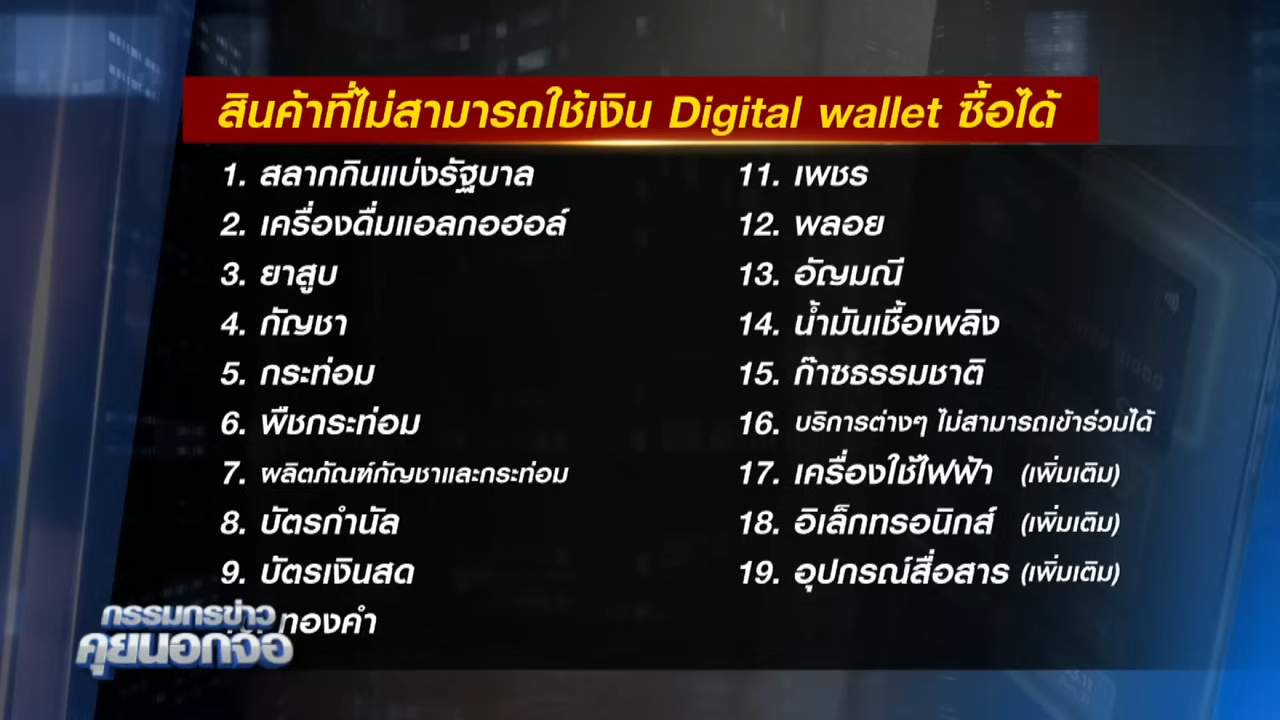 สินค้าที่ไม่สามารถใช้เงิน Digital wallet ซื้อได้
1. สลากกินแบ่งรัฐบาล
2. เครื่องดื่มแอลกอฮอล์
3. ยาสูบ
4. กัญชา
5. กระท่อม
6. พืชกระท่อม
7. ผลิตภัณฑ์กัญชาและกระท่อม
8. บัตรกำนัล
9. บัตรเงินสด
ทองคำ
11. เพชร
12. พลอย
13. อัญมณี
14. น้ำมันเชื้อเพลิง
15. ก๊าซธรรมชาติ
16. บริการต่างๆ ไม่สามารถเข้าร่วมได้
17. เครื่องใช้ไฟฟ้า (เพิ่มเติม)
18. อิเล็กทรอนิกส์ (เพิ่มเติม)
19. อุปกรณ์สื่อสาร (เพิ่มเติม)
กรรมกรข่าว
คุยนอกจอ